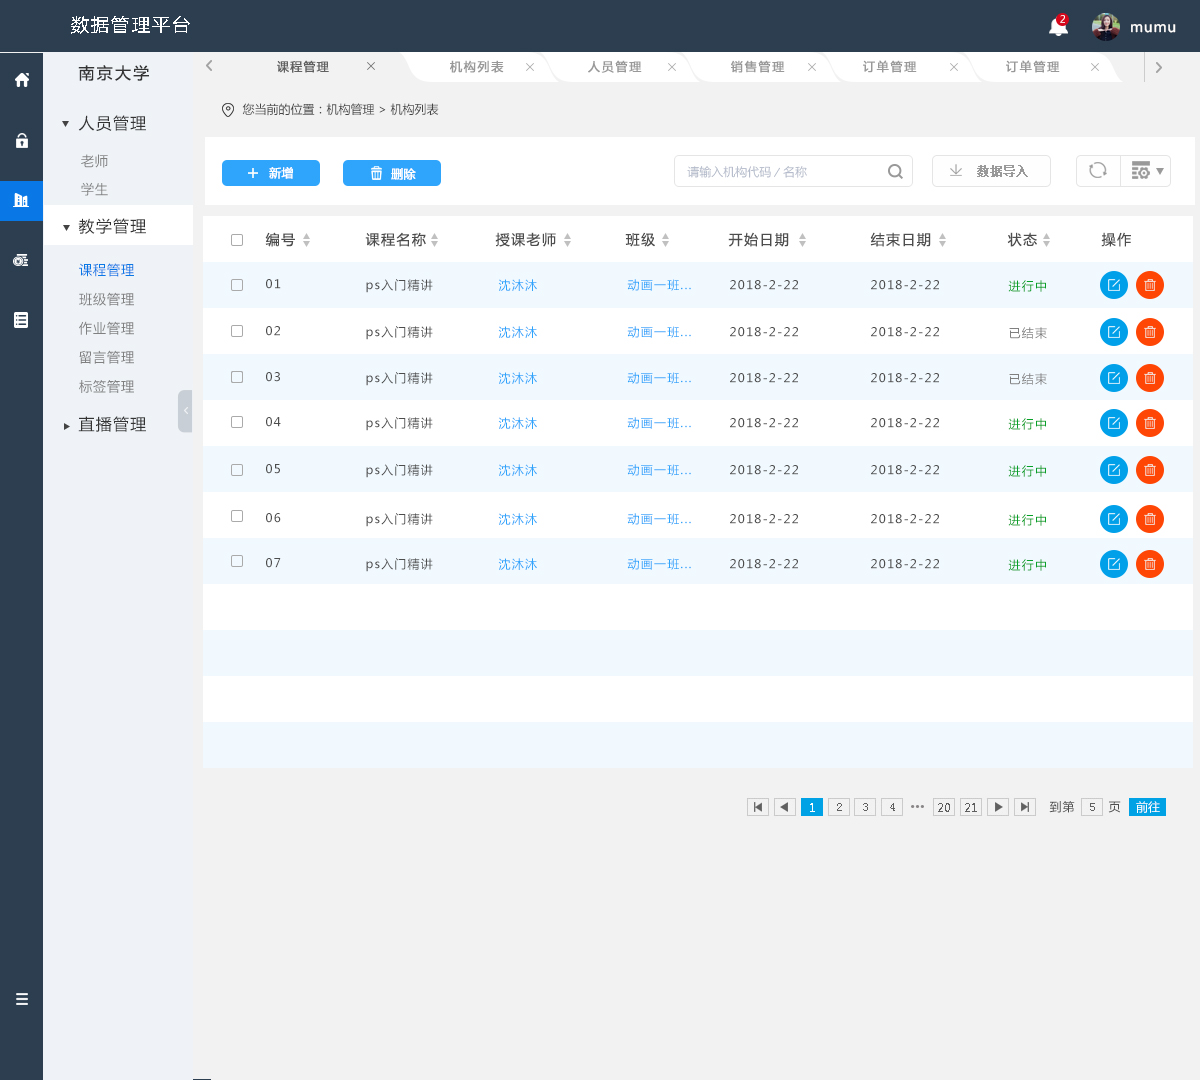 数据管理平台
2
mumu
南京大学
人员管理
老师
学生
教学管理
课程管理
班级管理
作业管理
留言管理
标签管理
直播管理
课程管理 机构列表 人员管理 销售管理 订单管理 订单管理
您当前的位置：机构管理 > 机构列表
+ 新增 删除 请输入机构代码 / 名称 数据导入
编号 课程名称 授课老师 班级 开始日期 结束日期 状态 操作
01 ps入门精讲 沈沐沐 动画一班... 2018-2-22 2018-2-22 进行中
02 ps入门精讲 沈沐沐 动画一班... 2018-2-22 2018-2-22 已结束
03 ps入门精讲 沈沐沐 动画一班... 2018-2-22 2018-2-22 已结束
04 ps入门精讲 沈沐沐 动画一班... 2018-2-22 2018-2-22 进行中
05 ps入门精讲 沈沐沐 动画一班... 2018-2-22 2018-2-22 进行中
06 ps入门精讲 沈沐沐 动画一班... 2018-2-22 2018-2-22 进行中
07 ps入门精讲 沈沐沐 动画一班... 2018-2-22 2018-2-22 进行中
1 2 3 4 ••• 20 21 到第 5 页 前往